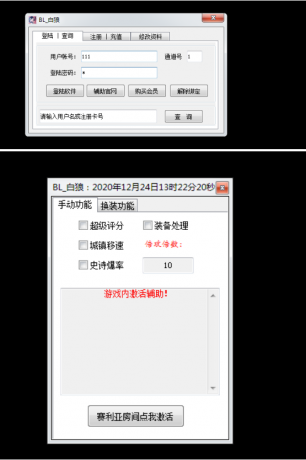 BL_白狼
登陆 | 查询 注册 | 充值 修改资料
用户帐号： 111 通道号 1
登陆密码： *
登陆软件 辅助官网 购买会员 解除绑定
请输入用户名或注册卡号 查 询
BL_白狼：2020年12月24日13时22分20秒
手动功能 换装功能
超级评分 装备处理
城镇移速 倍攻倍数：
史诗爆率 10
游戏内激活辅助！
赛利亚房间点我激活